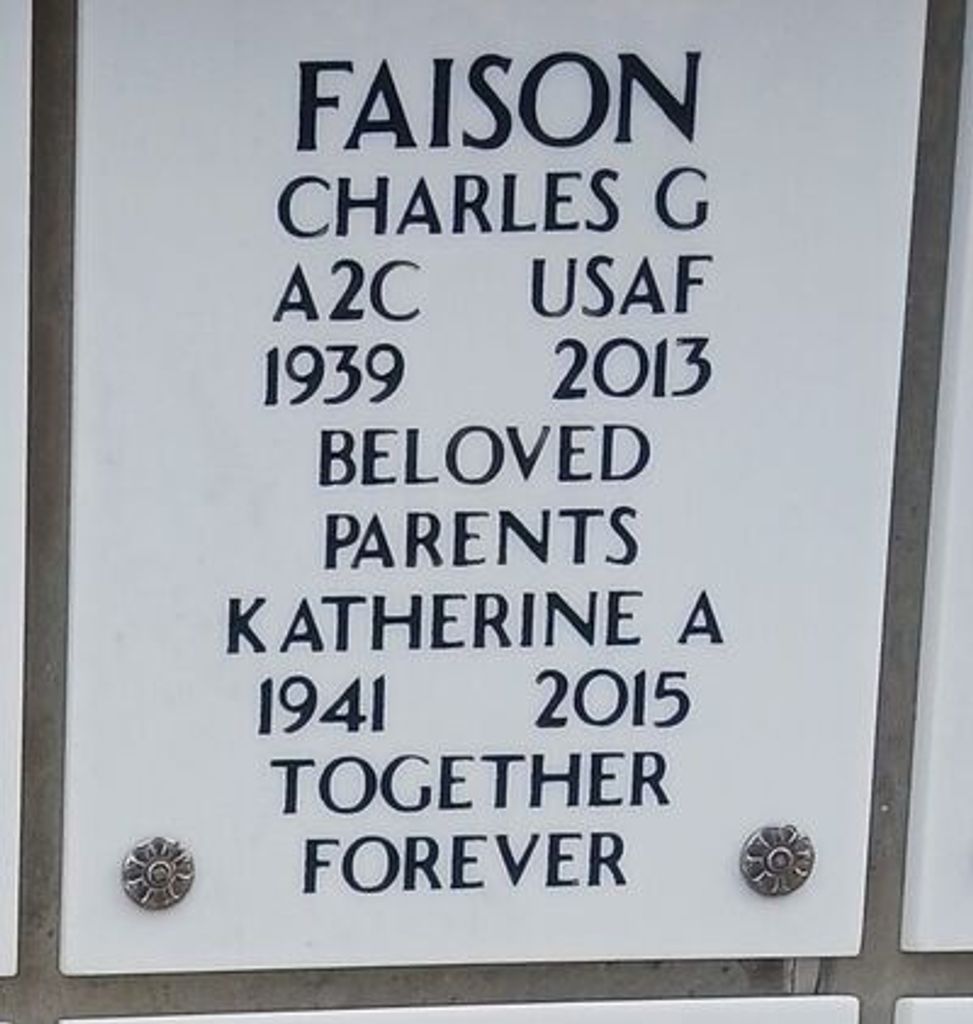 FAISON
CHARLES G
A2C USAF
1939 2013
BELOVED
PARENTS
KATHERINE A
1941 2015
TOGETHER
FOREVER